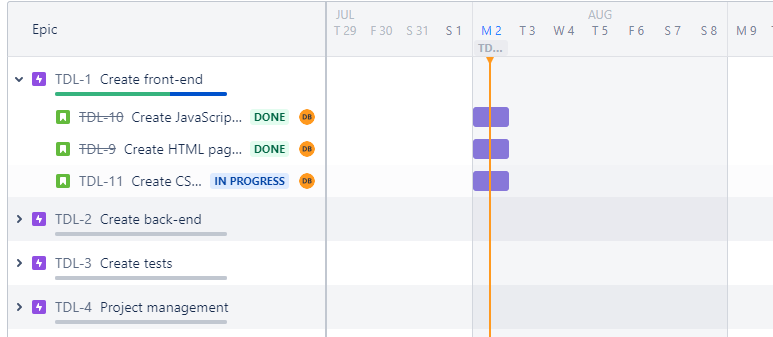 Epic
JUL AUG
T 29 F 30 S 31 S 1 M 2 T 3 W 4 T 5 F 6 S 7 S 8 M 9
TD...
TDL-1 Create front-end
TDL-10 Create JavaScrip... DONE DB
TDL-9 Create HTML pag... DONE DB
TDL-11 Create CS... IN PROGRESS DB
TDL-2 Create back-end
TDL-3 Create tests
TDL-4 Project management